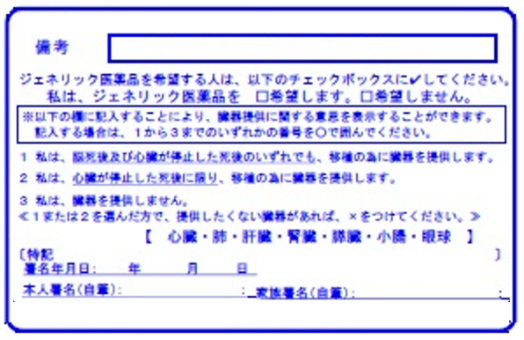 備考
ジェネリック医薬品を希望する人は、以下のチェックボックスに✔してください。
私は、ジェネリック医薬品を　□希望します。□希望しません。
※以下の欄に記入することにより、臓器提供に関する意思を表示することができます。
記入する場合は、1から3までのいずれかの番号を〇で囲んでください。
1 私は、脳死後及び心臓が停止した死後のいずれでも、移植の為に臓器を提供します。
2 私は、心臓が停止した死後に限り、移植の為に臓器を提供します。
3 私は、臓器を提供しません。
≪1または2を選んだ方で、提供したくない臓器があれば、×をつけてください。≫
【　心臓・肺・肝臓・腎臓・膵臓・小腸・眼球　】
〔特記　　　　　　　　　　〕
署名年月日:　　年　　月　　日
本人署名(自筆):　　　　; 家族署名(自筆):　　　　;